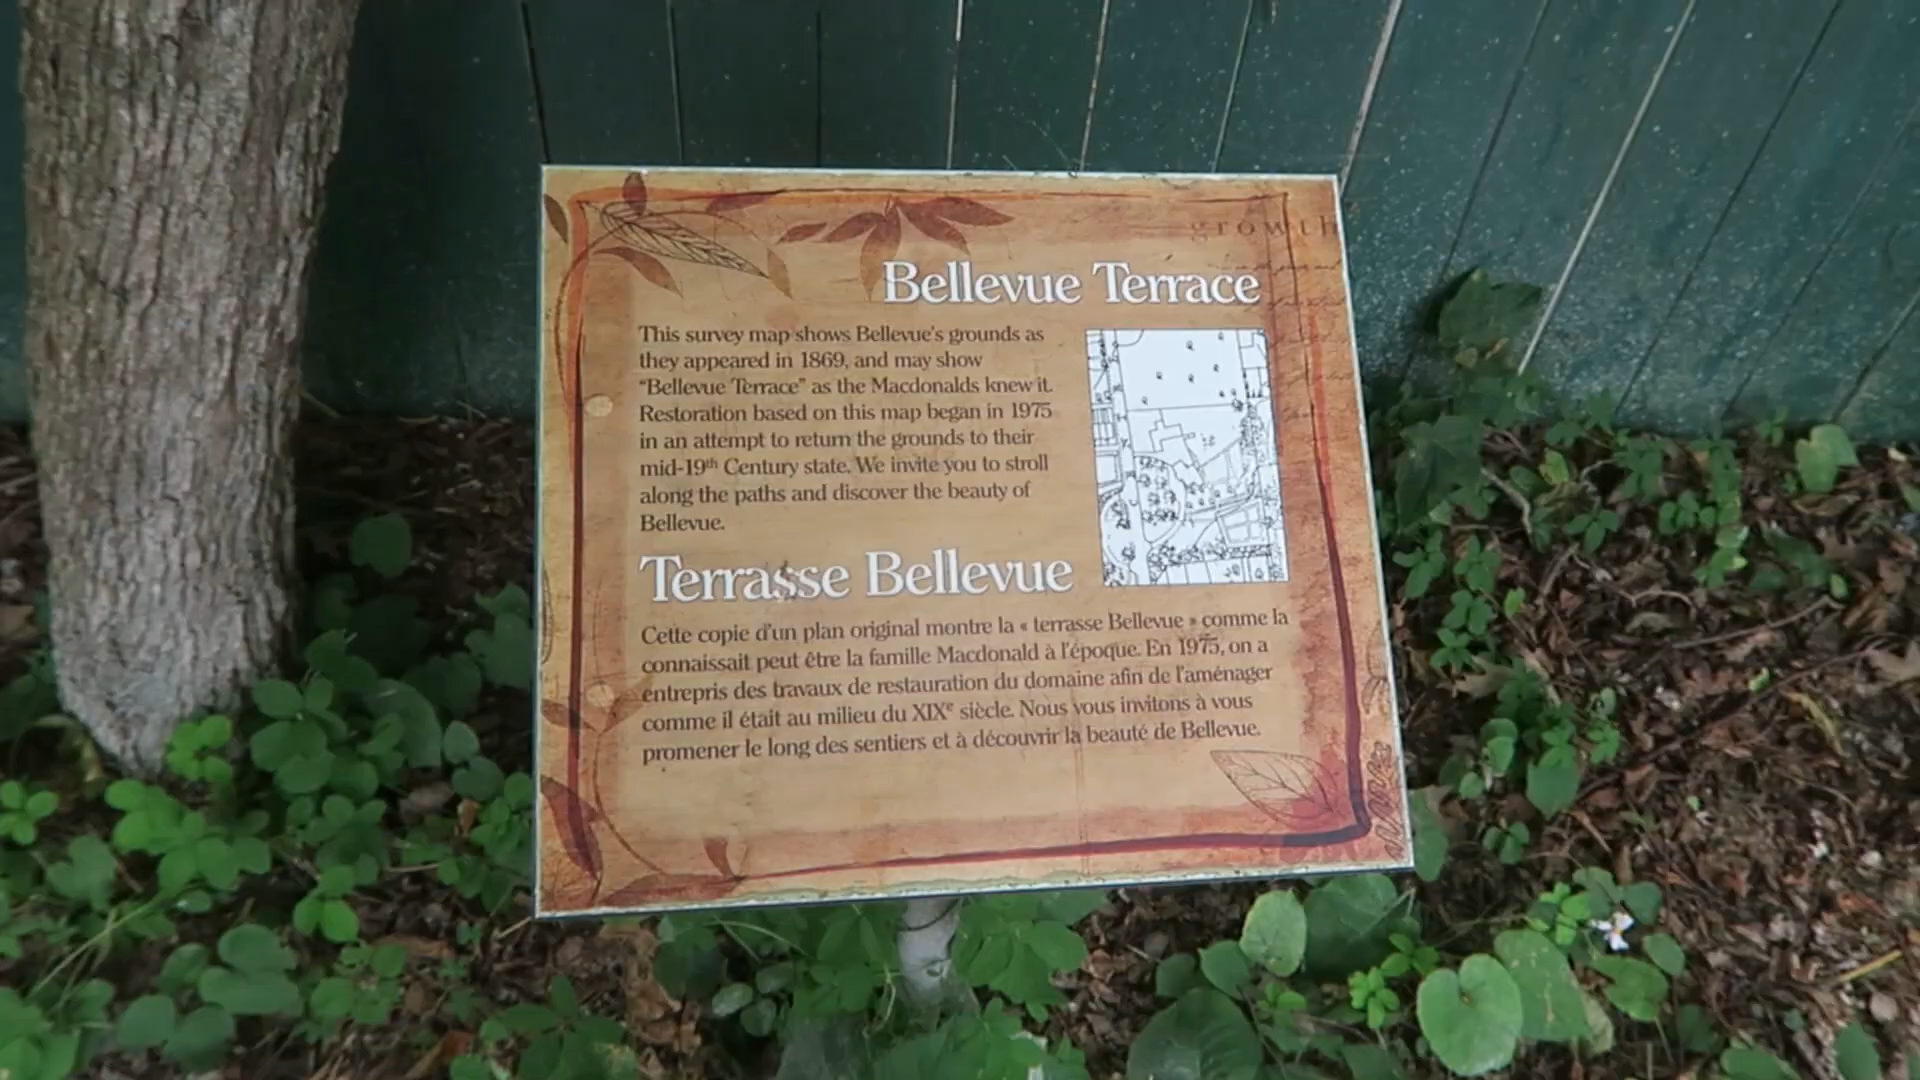 growth
Bellevue Terrace
This survey map shows Bellevue's grounds as
they appeared in 1869, and may show
"Bellevue Terrace" as the Macdonalds knew it.
Restoration based on this map began in 1975
in an attempt to return the grounds to their
mid-19th Century state. We invite you to stroll
along the paths and discover the beauty of
Bellevue.
Terrasse Bellevue
Cette copie d'un plan original montre la « terrasse Bellevue » comme la
connaissait peut être la famille Macdonald à l'époque. En 1975, on a
entrepris des travaux de restauration du domaine afin de l'aménager
comme il était au milieu du XIXe siècle. Nous vous invitons à vous
promener le long des sentiers et à découvrir la beauté de Bellevue.